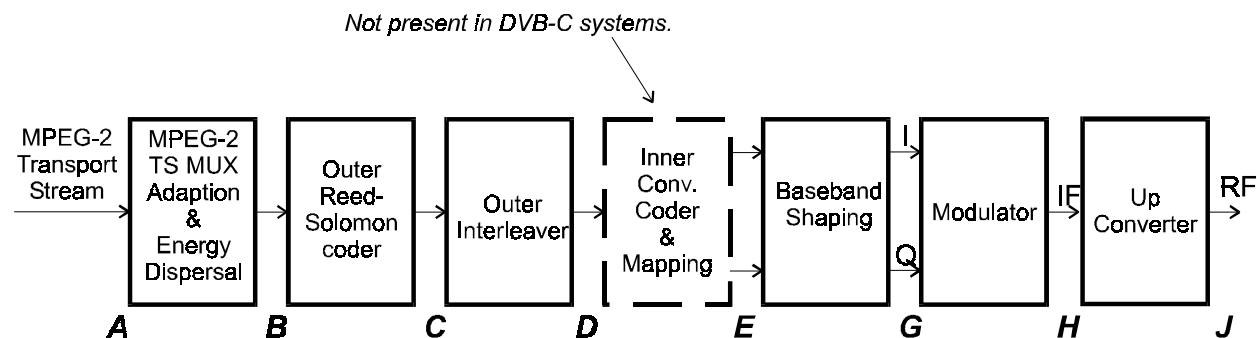 Not present in DVB-C systems.
MPEG-2
Transport
Stream
MPEG-2
TS MUX
Adaption
&
Energy
Dispersal
Outer
Reed-
Solomon
coder
Outer
Interleaver
Inner
Conv.
Coder
&
Mapping
Baseband
Shaping
I
Q
Modulator
IF
Up
Converter
RF
A
B
C
D
E
G
H
J